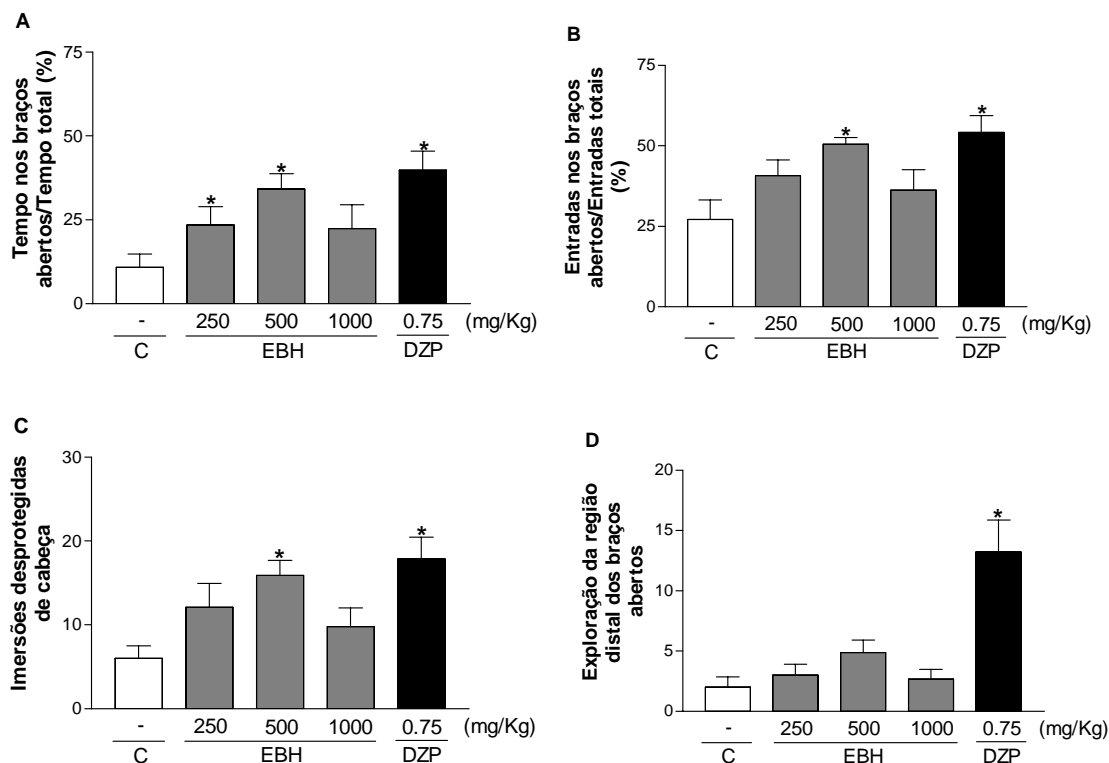 A
Tempo nos braços
abertos/Tempo total (%)
75
50
25
0
*
*
*
- 250 500 1000 0.75 (mg/Kg)
C EBH DZP
B
Entradas nos braços
abertos/Entradas totais
(%)
75
50
25
0
*
*
- 250 500 1000 0.75 (mg/Kg)
C EBH DZP
C
Imersões desprotegidas
de cabeça
30
20
10
0
*
*
- 250 500 1000 0.75 (mg/Kg)
C EBH DZP
D
Exploração da região
distal dos braços
abertos
20
15
10
5
0
*
- 250 500 1000 0.75 (mg/Kg)
C EBH DZP